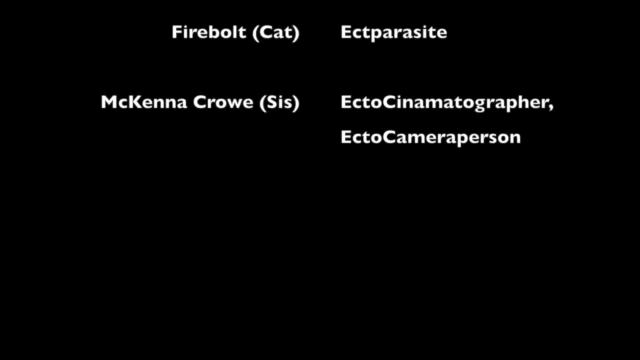 Firebolt (Cat) Ectparasite
McKenna Crowe (Sis) EctoCinamatographer,
EctoCameraperson